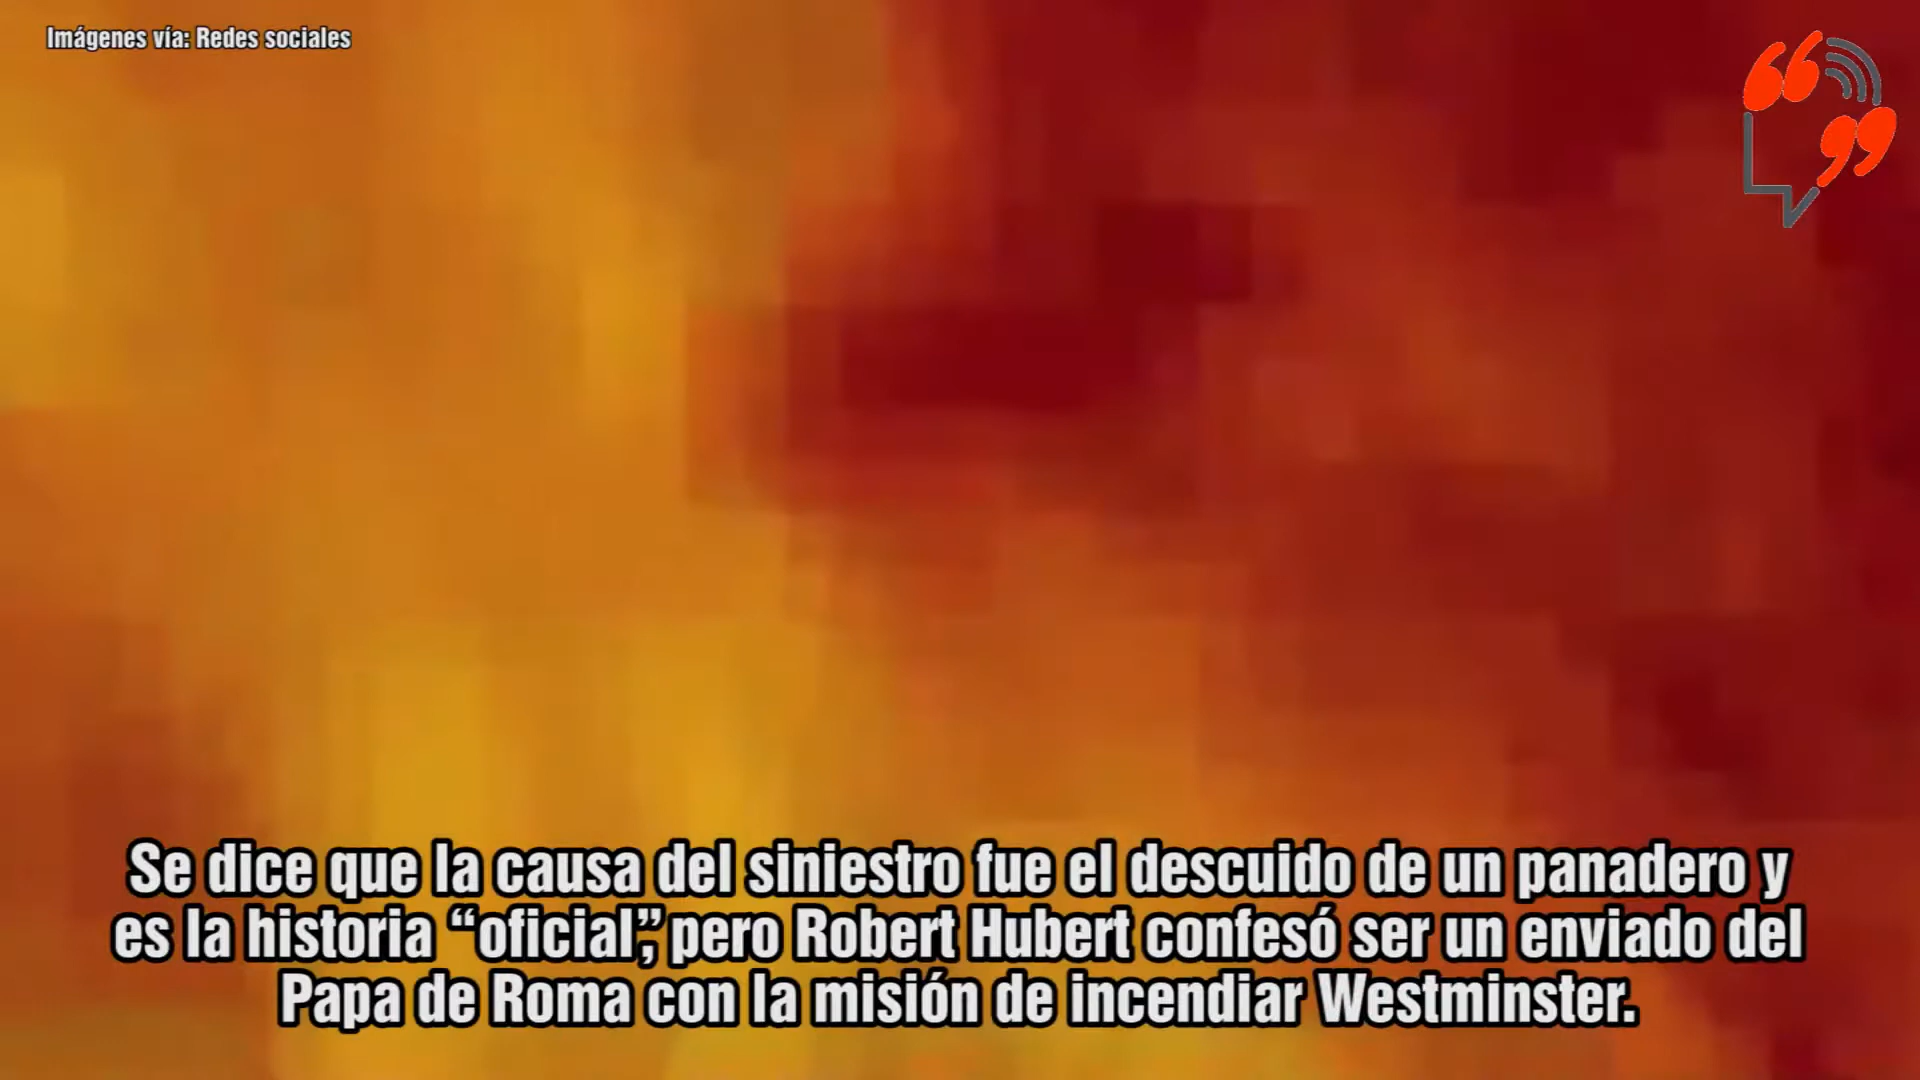 Imágenes vía: Redes sociales
Se dice que la causa del siniestro fue el descuido de un panadero y
es la historia “oficial”, pero Robert Hubert confesó ser un enviado del
Papa de Roma con la misión de incendiar Westminster.